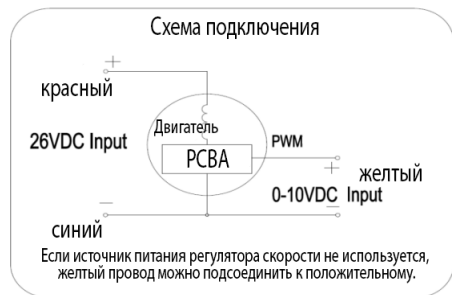 Схема подключения
+
красный
Двигатель
26VDC Input
PCBA
PWM
+
желтый
0-10VDC Input
–
–
синий
Если источник питания регулятора скорости не используется,
желтый провод можно подсоединить к положительному.